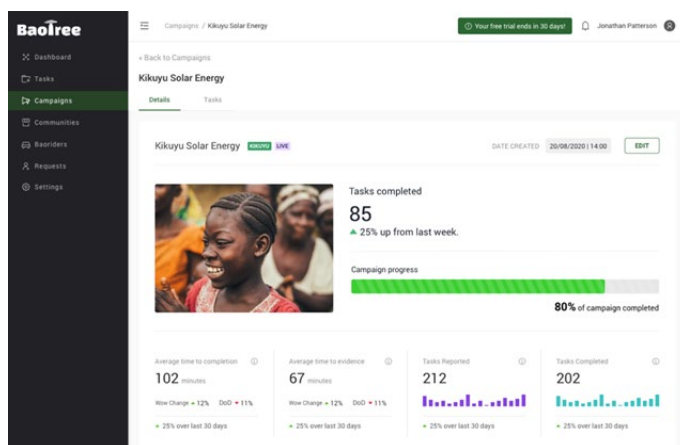 BaoTree
Campaigns / Kikuyu Solar Energy
Your free trial ends in 30 days!
Jonathan Patterson
Dashboard
Tasks
Campaigns
Communities
Baoriders
Requests
Settings
« Back to Campaigns
Kikuyu Solar Energy
Details Tasks
Kikuyu Solar Energy KIKUYU LIVE
DATE CREATED 20/08/2020 | 14:00 EDIT
Tasks completed
85
25% up from last week.
Campaign progress
80% of campaign completed
Average time to completion
102 minutes
Wow Change 12% DoD 11%
25% over last 30 days
Average time to evidence
67 minutes
Wow Change 12% DoD 11%
25% over last 30 days
Tasks Reported
212
25% over last 30 days
Tasks Completed
202
25% over last 30 days